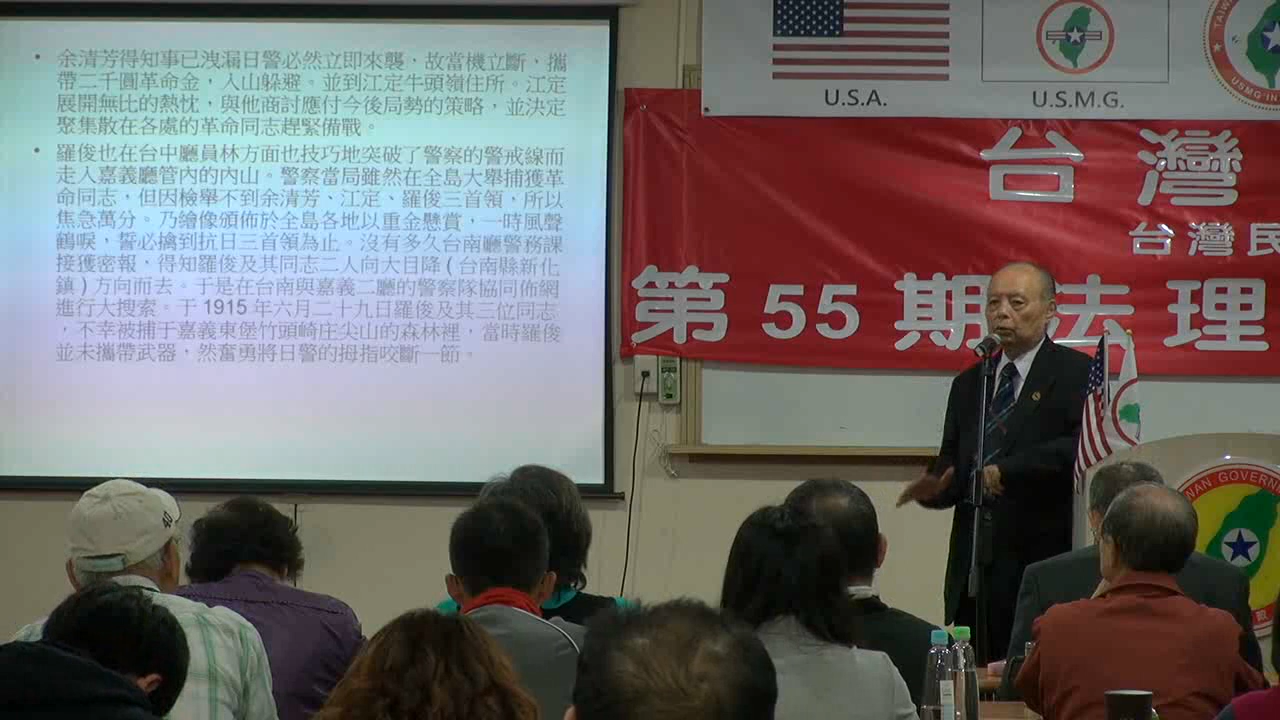 • 余清芳得知事已洩漏日警必然立即來襲，故當機立斷，攜
帶二千圓革命金，入山躲避。並到江定牛頭嶺住所。江定
展開無比的熱忱，與他商討應付今後局勢的策略，並決定
聚集散在各處的革命同志趕緊備戰。
• 羅俊也在台中廳員林方面也技巧地突破了警察的警戒線而
走入嘉義廳管內的內山。警察當局雖然在全島大舉捕獲革
命同志，但因檢舉不到余清芳、江定、羅俊三首領，所以
焦急萬分。乃繪像頒佈於全島各地以重金懸賞，一時風聲
鶴唳，誓必擒到抗日三首領為止。沒有多久台南廳警務課
接獲密報，得知羅俊及其同志二人向大目降(台南縣新化
鎮)方向而去。于是在台南與嘉義二廳的警察隊協同佈網
進行大搜索。于 1915 年六月二十九日羅俊及其三位同志
，不幸被捕于嘉義東堡竹頭崎庄尖山的森林裡，當時羅俊
並未攜帶武器，然奮勇將日警的拇指咬斷一節。
U.S.A.
U.S.M.G.
USMG-IN
台灣
台灣民
第55期法理
WAN GOVERN
40